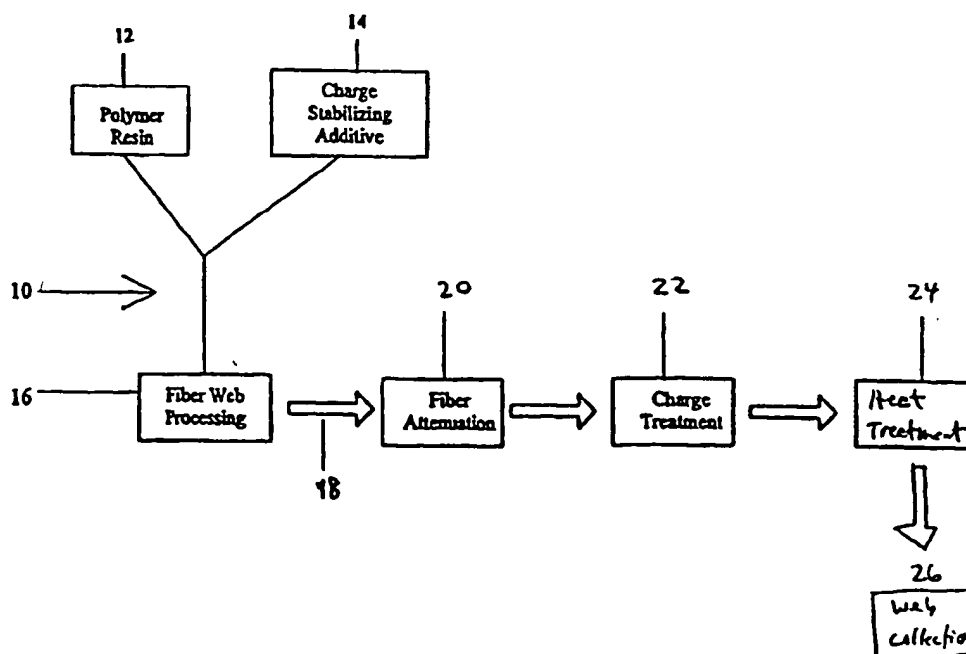 12
14
Polymer
Resin
Charge
Stabilizing
Additive
10
20
22
24
16
Fiber Web
Processing
Fiber
Attenuation
Charge
Treatment
Heat
Treatment
18
26
Web
collection